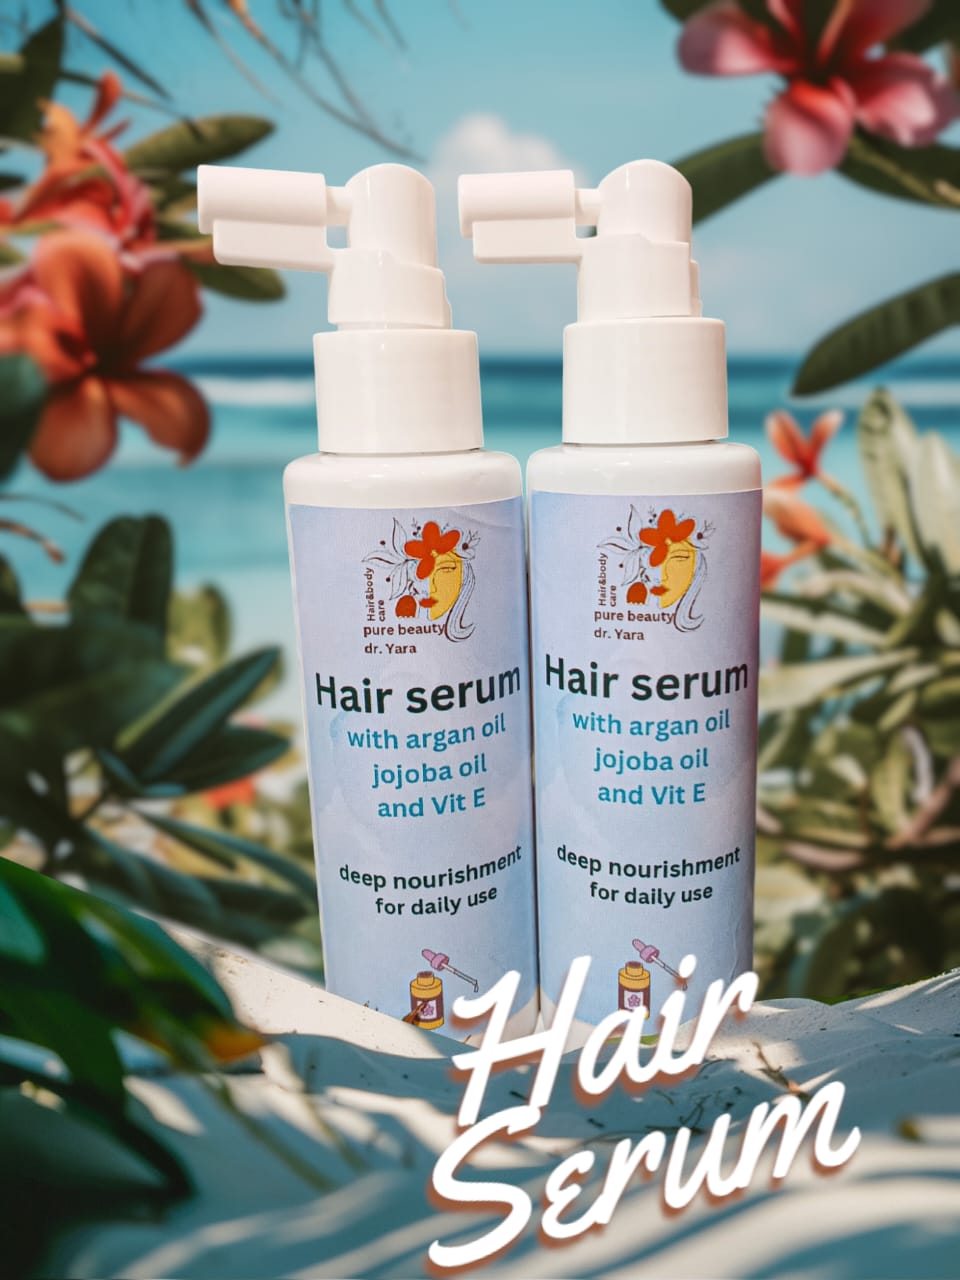 Hair&body
care
pure beauty
dr. Yara
Hair serum
with argan oil
jojoba oil
and Vit E
deep nourishment
for daily use
Hair&body
care
pure beauty
dr. Yara
Hair serum
with argan oil
jojoba oil
and Vit E
deep nourishment
for daily use
Hair
Serum